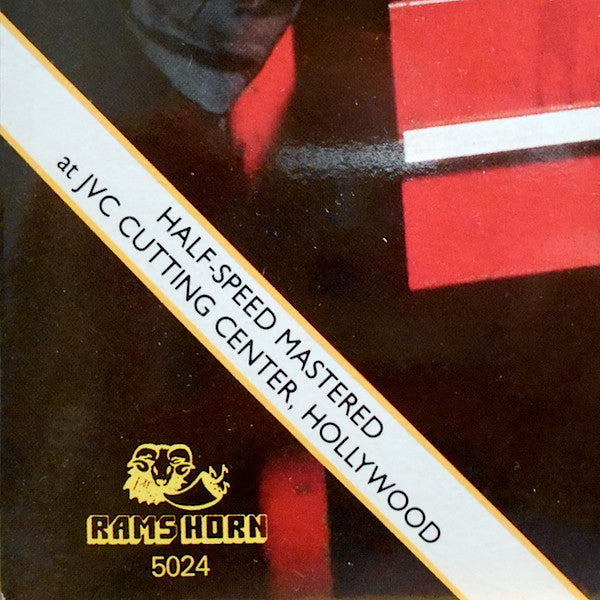 HALF-SPEED MASTERED
at JVC CUTTING CENTER, HOLLYWOOD
RAMS HORN
5024